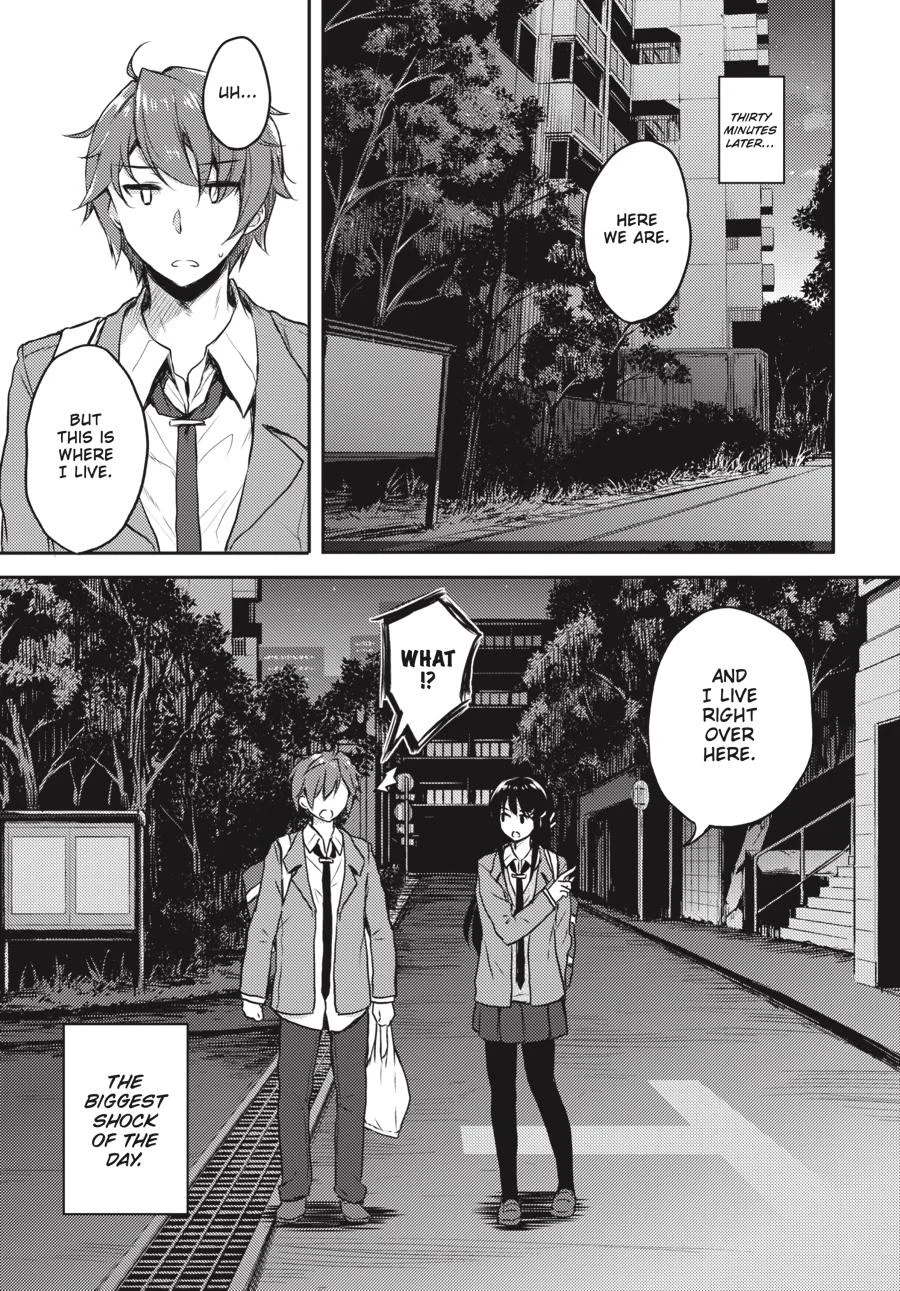 THIRTY
MINUTES
LATER...
HERE
WE ARE.
UH...
BUT
THIS IS
WHERE
I LIVE.
AND
I LIVE
RIGHT
OVER
HERE.
WHAT
!?
THE
BIGGEST
SHOCK
OF THE
DAY.